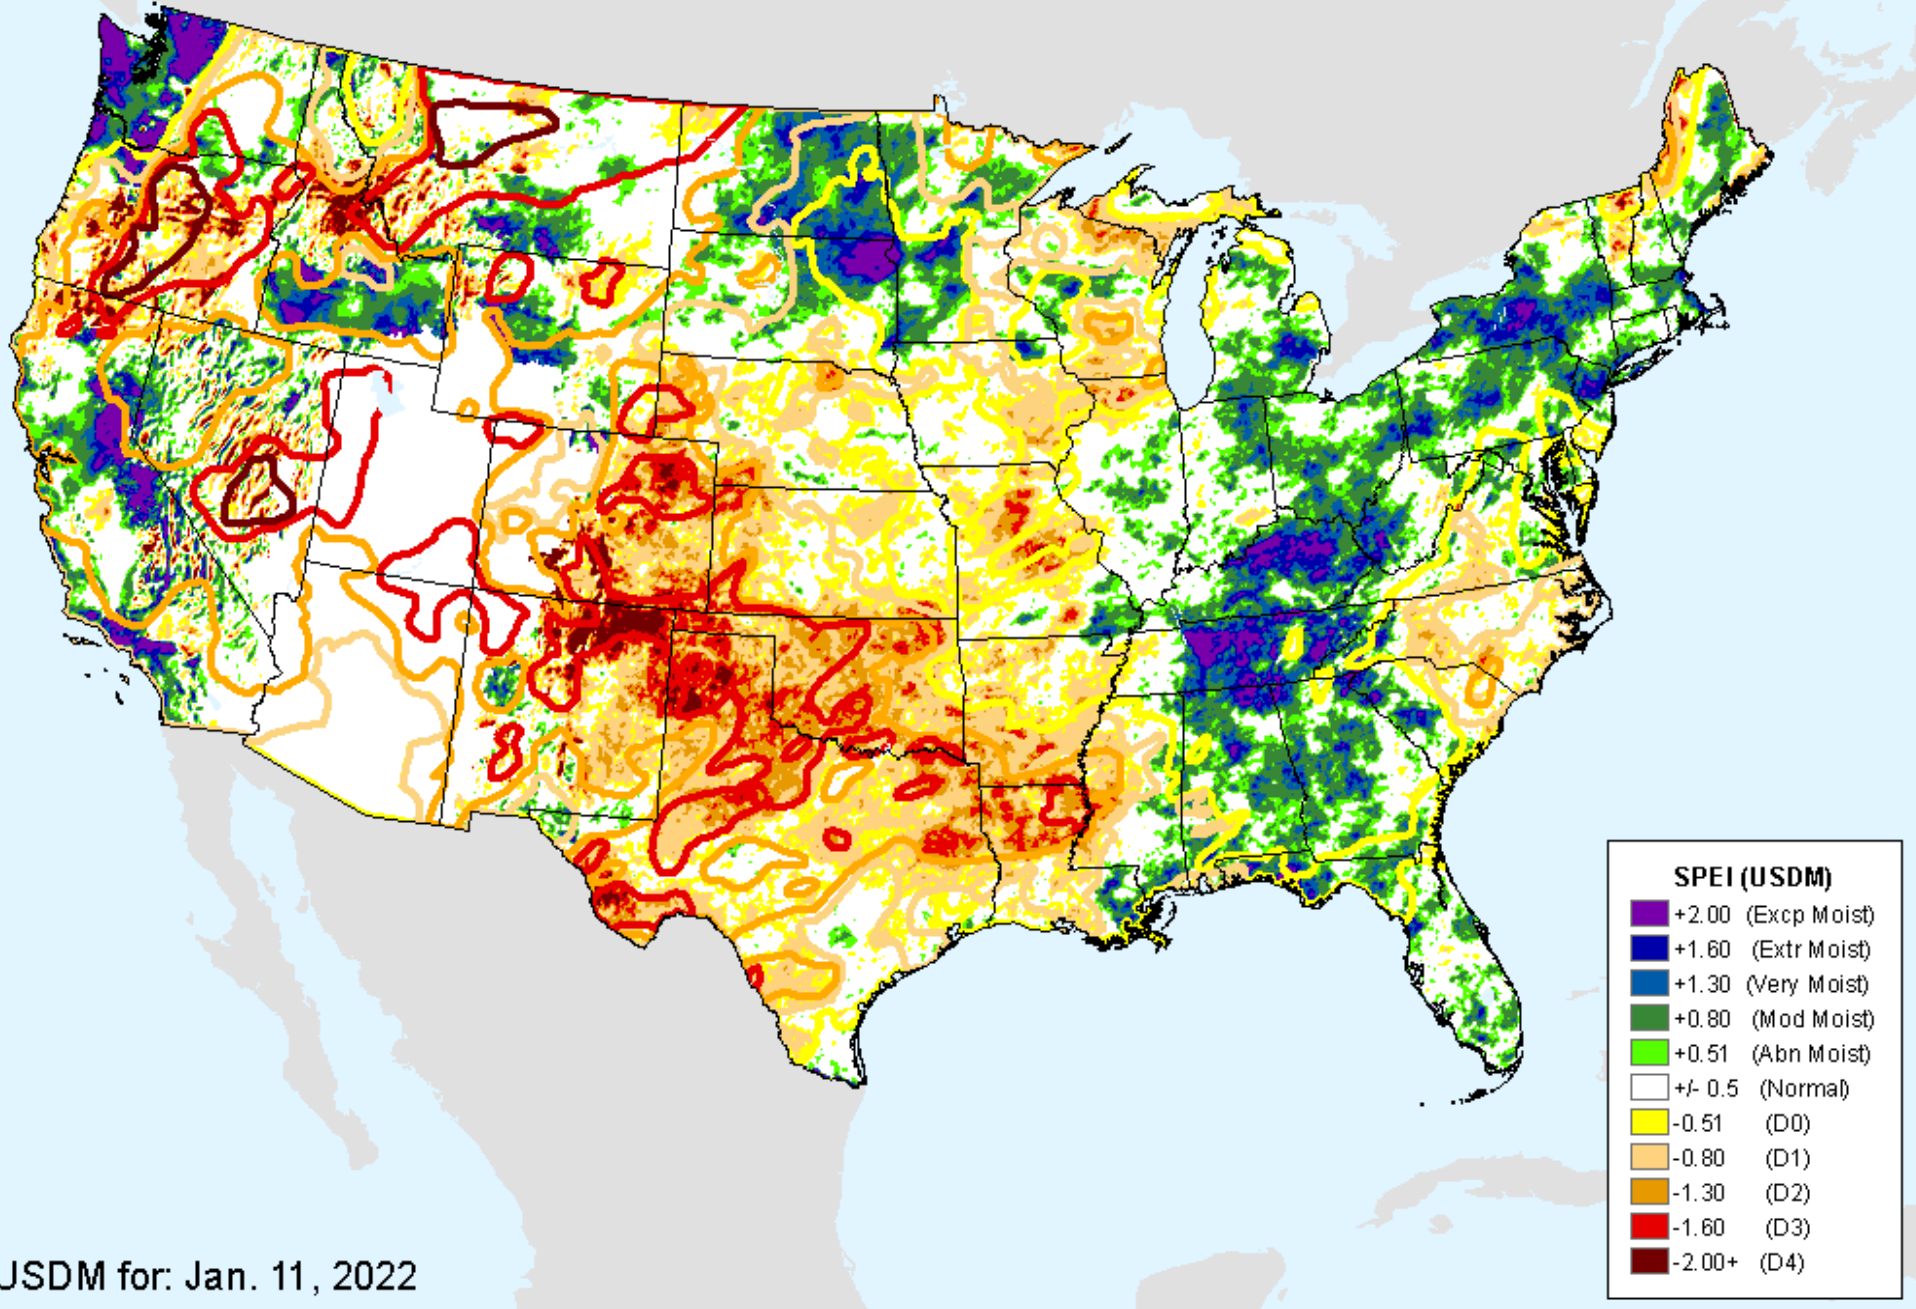 SPEI (USDM)
+2.00 (Excp Moist)
+1.60 (Extr Moist)
+1.30 (Very Moist)
+0.80 (Mod Moist)
+0.51 (Abn Moist)
+/- 0.5 (Normal)
-0.51 (D0)
-0.80 (D1)
-1.30 (D2)
-1.60 (D3)
-2.00+ (D4)
USDM for: Jan. 11, 2022